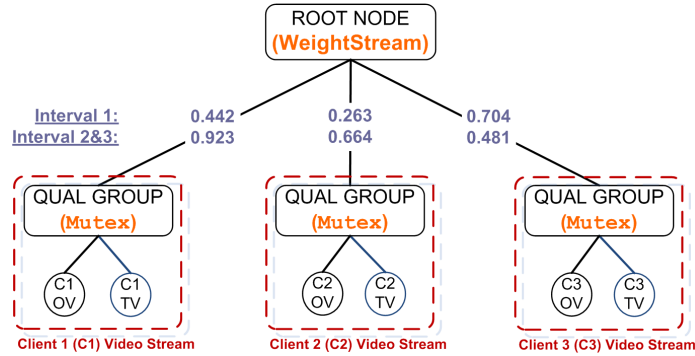 ROOT NODE
(WeightStream)
Interval 1: 0.442 0.263 0.704
Interval 2&3: 0.923 0.664 0.481
QUAL GROUP QUAL GROUP QUAL GROUP
(Mutex) (Mutex) (Mutex)
C1 C1 C2 C2 C3 C3
OV TV OV TV OV TV
Client 1 (C1) Video Stream Client 2 (C2) Video Stream Client 3 (C3) Video Stream